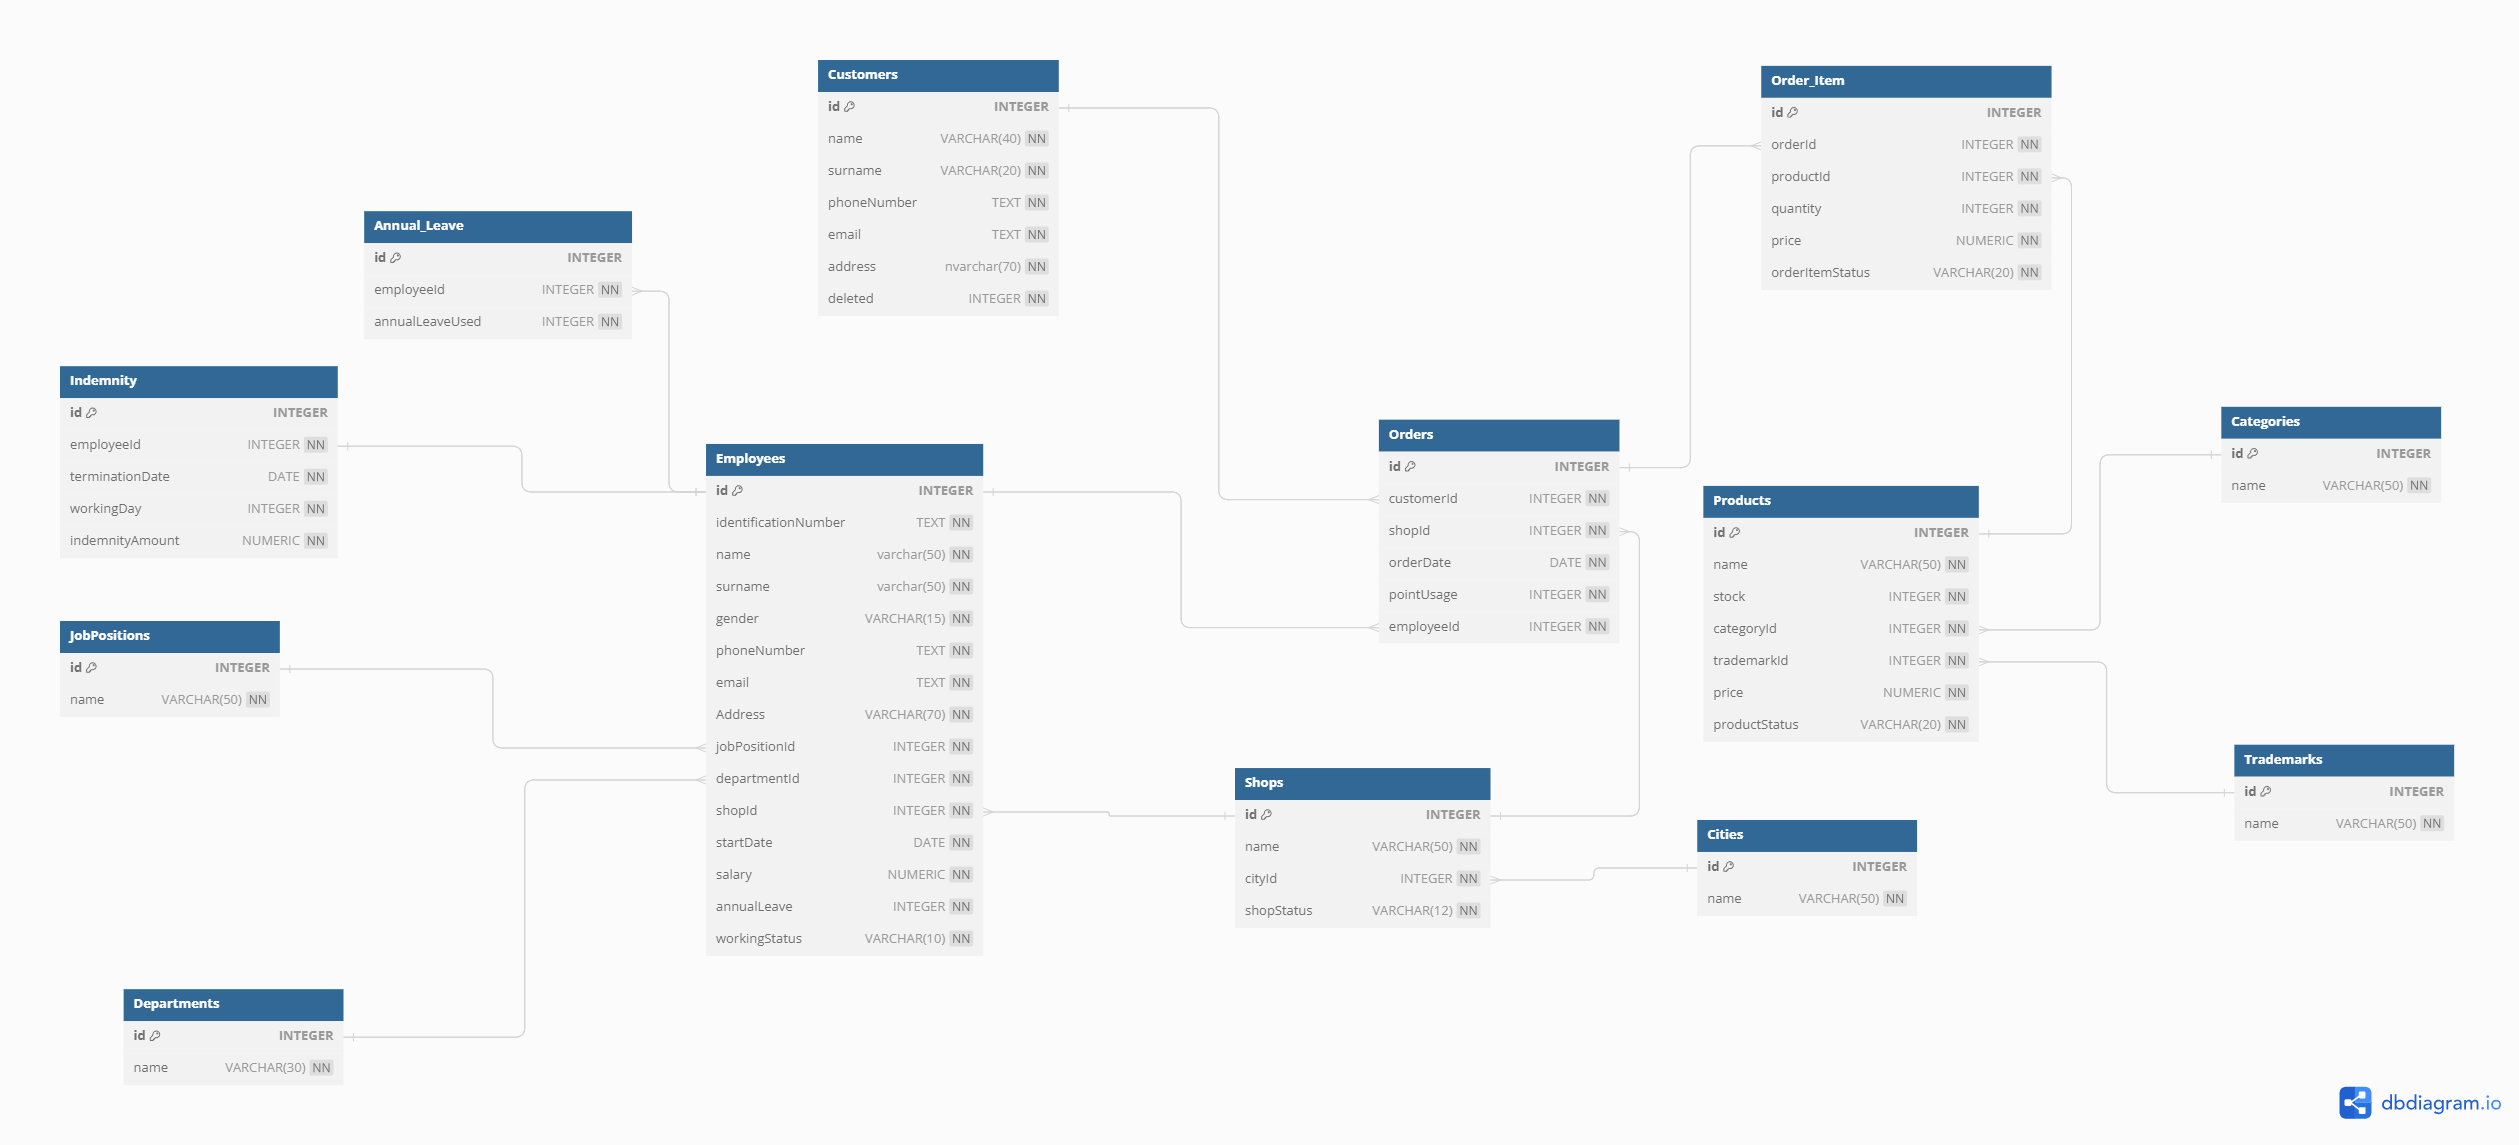 Customers
id INTEGER
name VARCHAR(40) NN
surname VARCHAR(20) NN
phoneNumber TEXT NN
email TEXT NN
address nvarchar(70) NN
deleted INTEGER NN
Order_Item
id INTEGER
orderId INTEGER NN
productId INTEGER NN
quantity INTEGER NN
price NUMERIC NN
orderItemStatus VARCHAR(20) NN
Annual_Leave
id INTEGER
employeeId INTEGER NN
annualLeaveUsed INTEGER NN
Indemnity
id INTEGER
employeeId INTEGER NN
terminationDate DATE NN
workingDay INTEGER NN
indemnityAmount NUMERIC NN
Employees
id INTEGER
identificationNumber TEXT NN
name varchar(50) NN
surname varchar(50) NN
gender VARCHAR(15) NN
phoneNumber TEXT NN
email TEXT NN
Address VARCHAR(70) NN
jobPositionId INTEGER NN
departmentId INTEGER NN
shopId INTEGER NN
startDate DATE NN
salary NUMERIC NN
annualLeave INTEGER NN
workingStatus VARCHAR(10) NN
Orders
id INTEGER
customerId INTEGER NN
shopId INTEGER NN
orderDate DATE NN
pointUsage INTEGER NN
employeeId INTEGER NN
Categories
id INTEGER
name VARCHAR(50) NN
Products
id INTEGER
name VARCHAR(50) NN
stock INTEGER NN
categoryId INTEGER NN
trademarkId INTEGER NN
price NUMERIC NN
productStatus VARCHAR(20) NN
JobPositions
id INTEGER
name VARCHAR(50) NN
Shops
id INTEGER
name VARCHAR(50) NN
cityId INTEGER NN
shopStatus VARCHAR(12) NN
Trademarks
id INTEGER
name VARCHAR(50) NN
Cities
id INTEGER
name VARCHAR(50) NN
Departments
id INTEGER
name VARCHAR(30) NN
dbdiagram.io